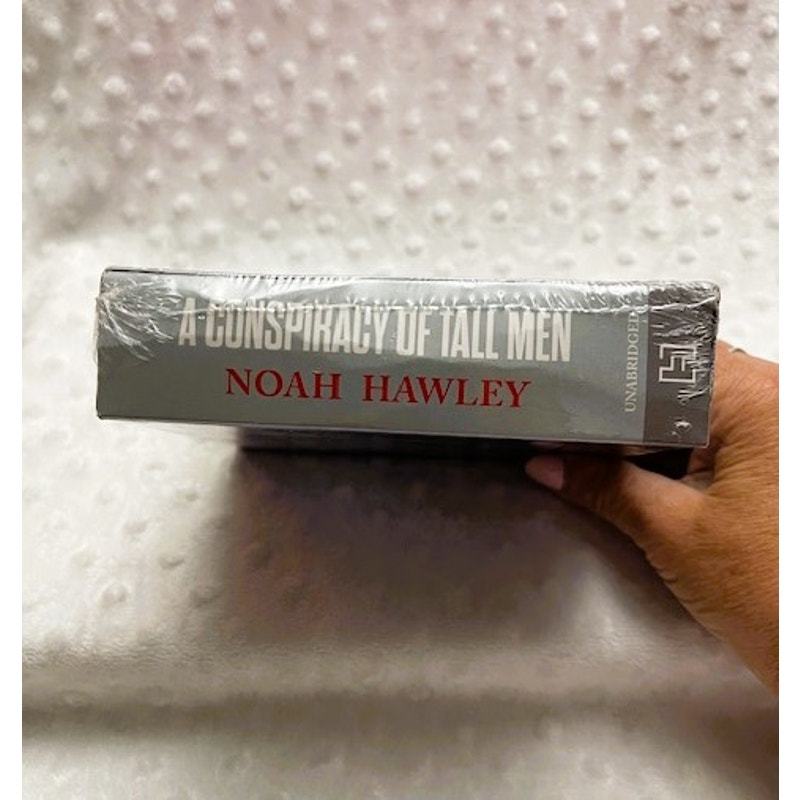 A CONSPIRACY OF TALL MEN
NOAH HAWLEY
UNABRIDGED